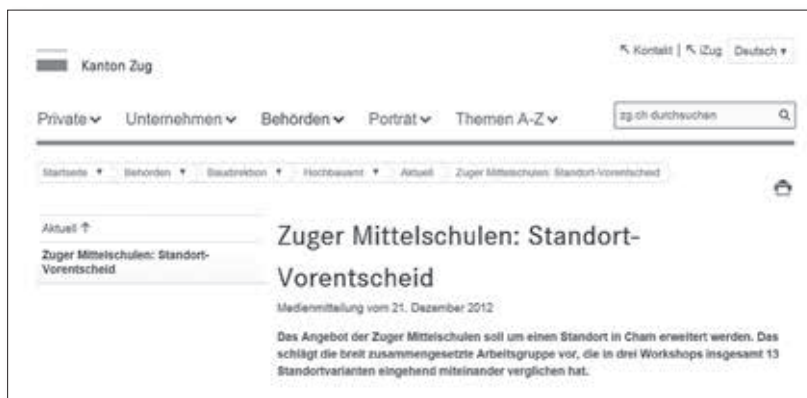 Kontakt | iZug Deutsch
Kanton Zug
Private Unternehmen Behörden Porträt Themen A-Z zg.ch durchsuchen
Startseite Behörden Baudirektion Hochbauamt Aktuell Zuger Mittelschulen: Standort-Vorentscheid
Aktuell ↑
Zuger Mittelschulen: Standort-
Vorentscheid
Zuger Mittelschulen: Standort-
Vorentscheid
Medienmitteilung vom 21. Dezember 2012
Das Angebot der Zuger Mittelschulen soll um einen Standort in Cham erweitert werden. Das
schlägt die breit zusammengesetzte Arbeitsgruppe vor, die in drei Workshops insgesamt 13
Standortvarianten eingehend miteinander verglichen hat.